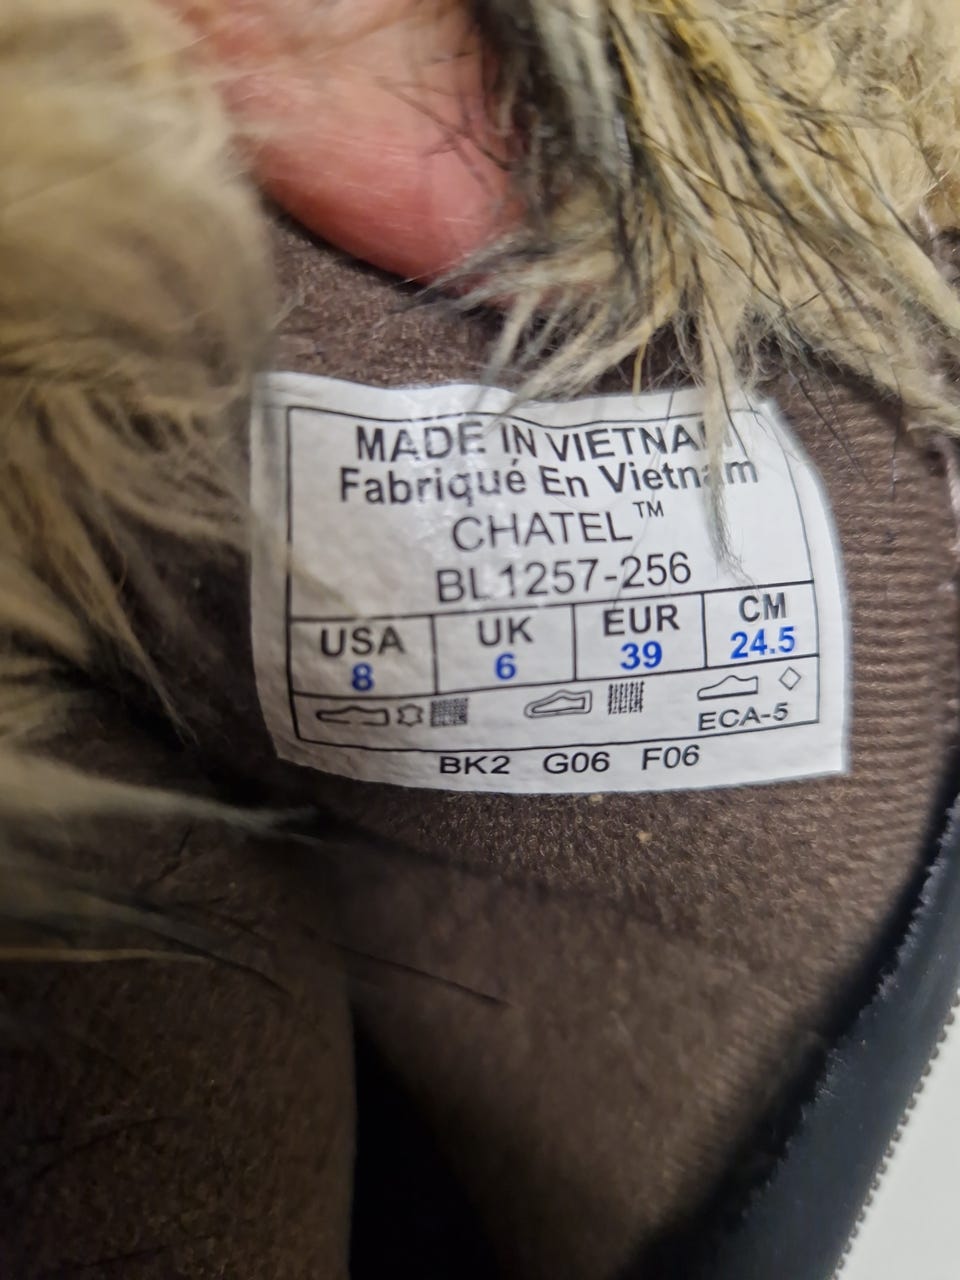 MADE IN VIETNAM
Fabriqué En Vietnam
CHATEL™
BL1257-256
USA UK EUR CM
8 6 39 24.5
ECA-5
BK2 G06 F06